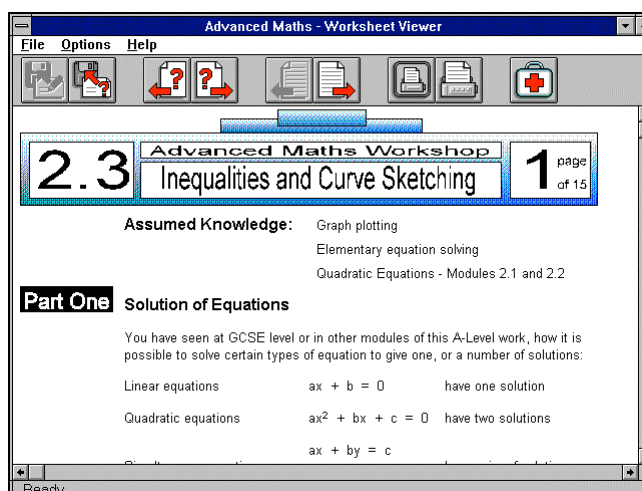 Advanced Maths - Worksheet Viewer
File Options Help
? ? ?
2.3
Advanced Maths Workshop
Inequalities and Curve Sketching
1 page
of 15
Assumed Knowledge: Graph plotting
Elementary equation solving
Quadratic Equations - Modules 2.1 and 2.2
Part One Solution of Equations
You have seen at GCSE level or in other modules of this A-Level work, how it is
possible to solve certain types of equation to give one, or a number of solutions:
Linear equations ax + b = 0 have one solution
Quadratic equations ax² + bx + c = 0 have two solutions
ax + by = c
Ready